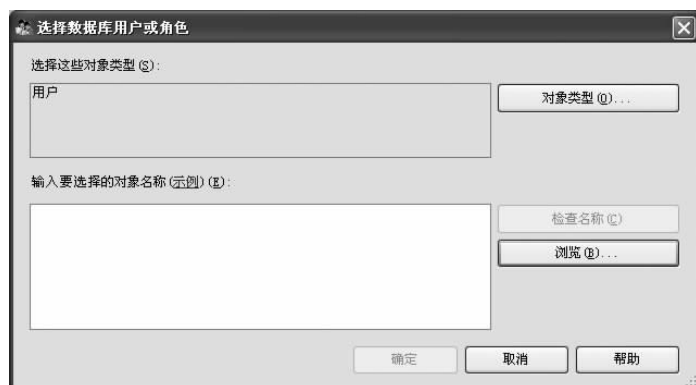 选择数据库用户或角色
选择这些对象类型(S):
用户
对象类型(O)...
输入要选择的对象名称(示例)(E):
检查名称(C)
浏览(B)...
确定
取消
帮助